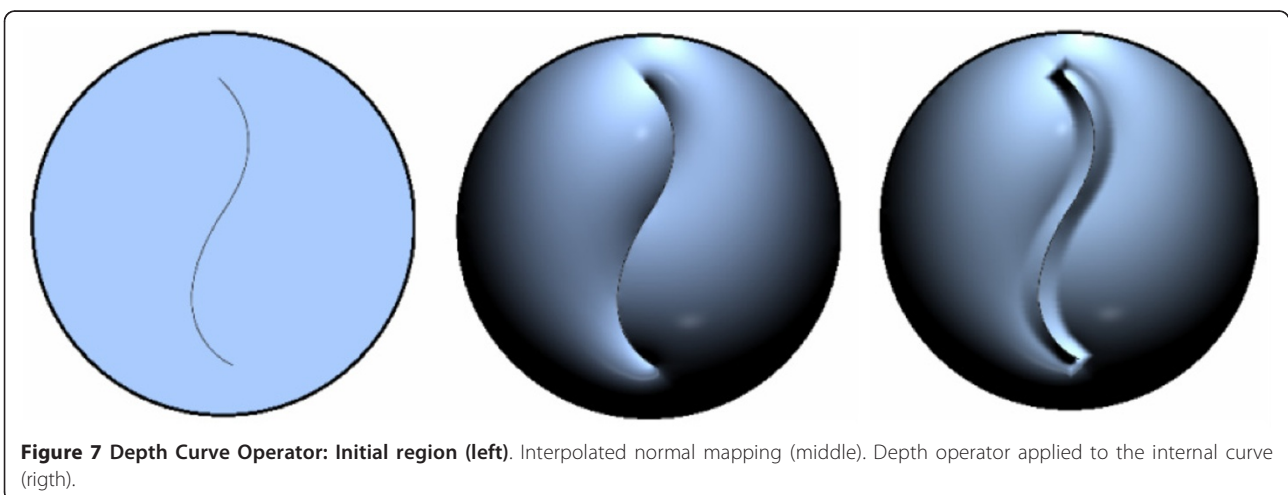 Figure 7 Depth Curve Operator: Initial region (left). Interpolated normal mapping (middle). Depth operator applied to the internal curve
(rigth).